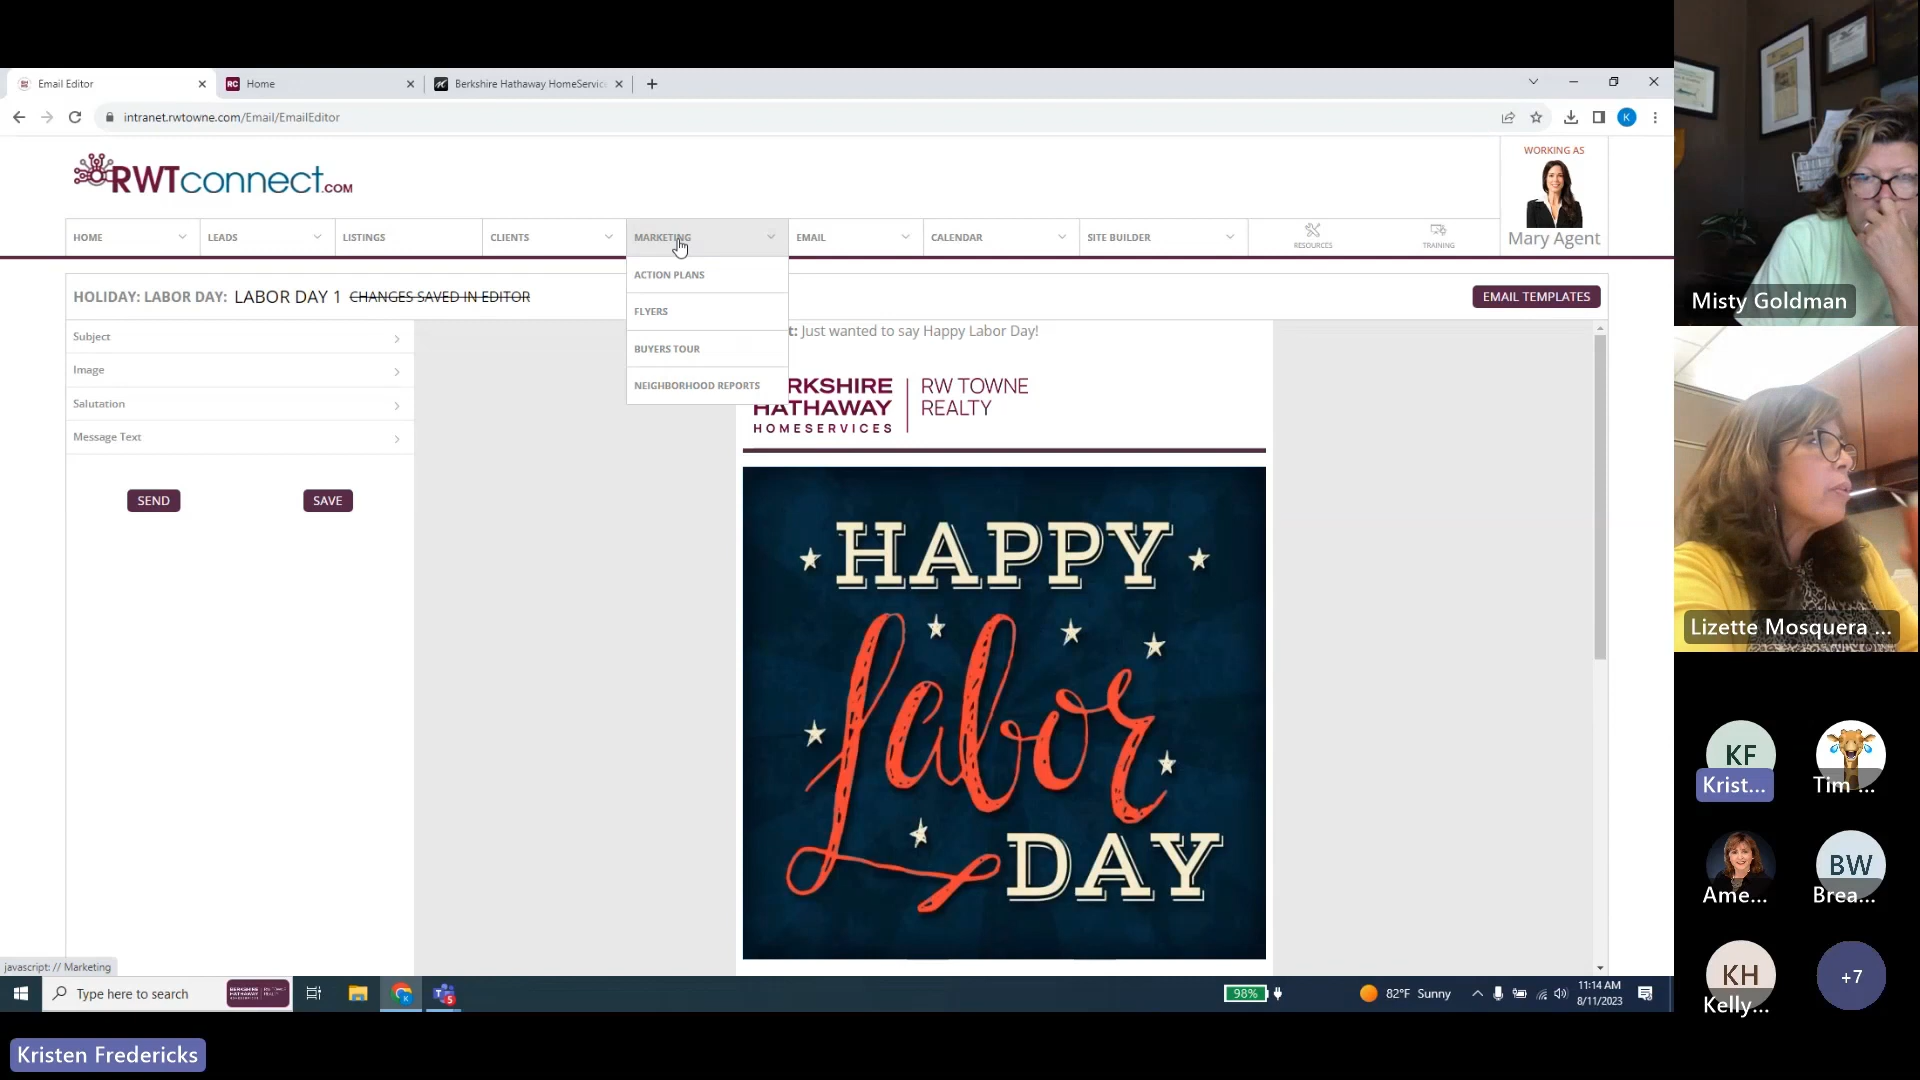 Email Editor
Home
Berkshire Hathaway HomeServic
intranet.rwtowne.com/Email/EmailEditor
K
RWTconnect.COM
WORKING AS
Mary Agent
HOME
LEADS
LISTINGS
CLIENTS
MARKETING
EMAIL
CALENDAR
SITE BUILDER
RESOURCES
TRAINING
ACTION PLANS
FLYERS
BUYERS TOUR
NEIGHBORHOOD REPORTS
HOLIDAY: LABOR DAY: LABOR DAY 1 CHANGES SAVED IN EDITOR
EMAIL TEMPLATES
Subject
Image
Salutation
Message Text
SEND
SAVE
t: Just wanted to say Happy Labor Day!
RKSHIRE
HATHAWAY
HOMESERVICES
RW TOWNE
REALTY
HAPPY
labor
DAY
javascript: // Marketing
Type here to search
98%
82°F Sunny
11:14 AM
8/11/2023
Misty Goldman
Lizette Mosquera ...
KF
Krist...
Tim ...
Ame...
BW
Brea...
KH
Kelly...
+7
Kristen Fredericks